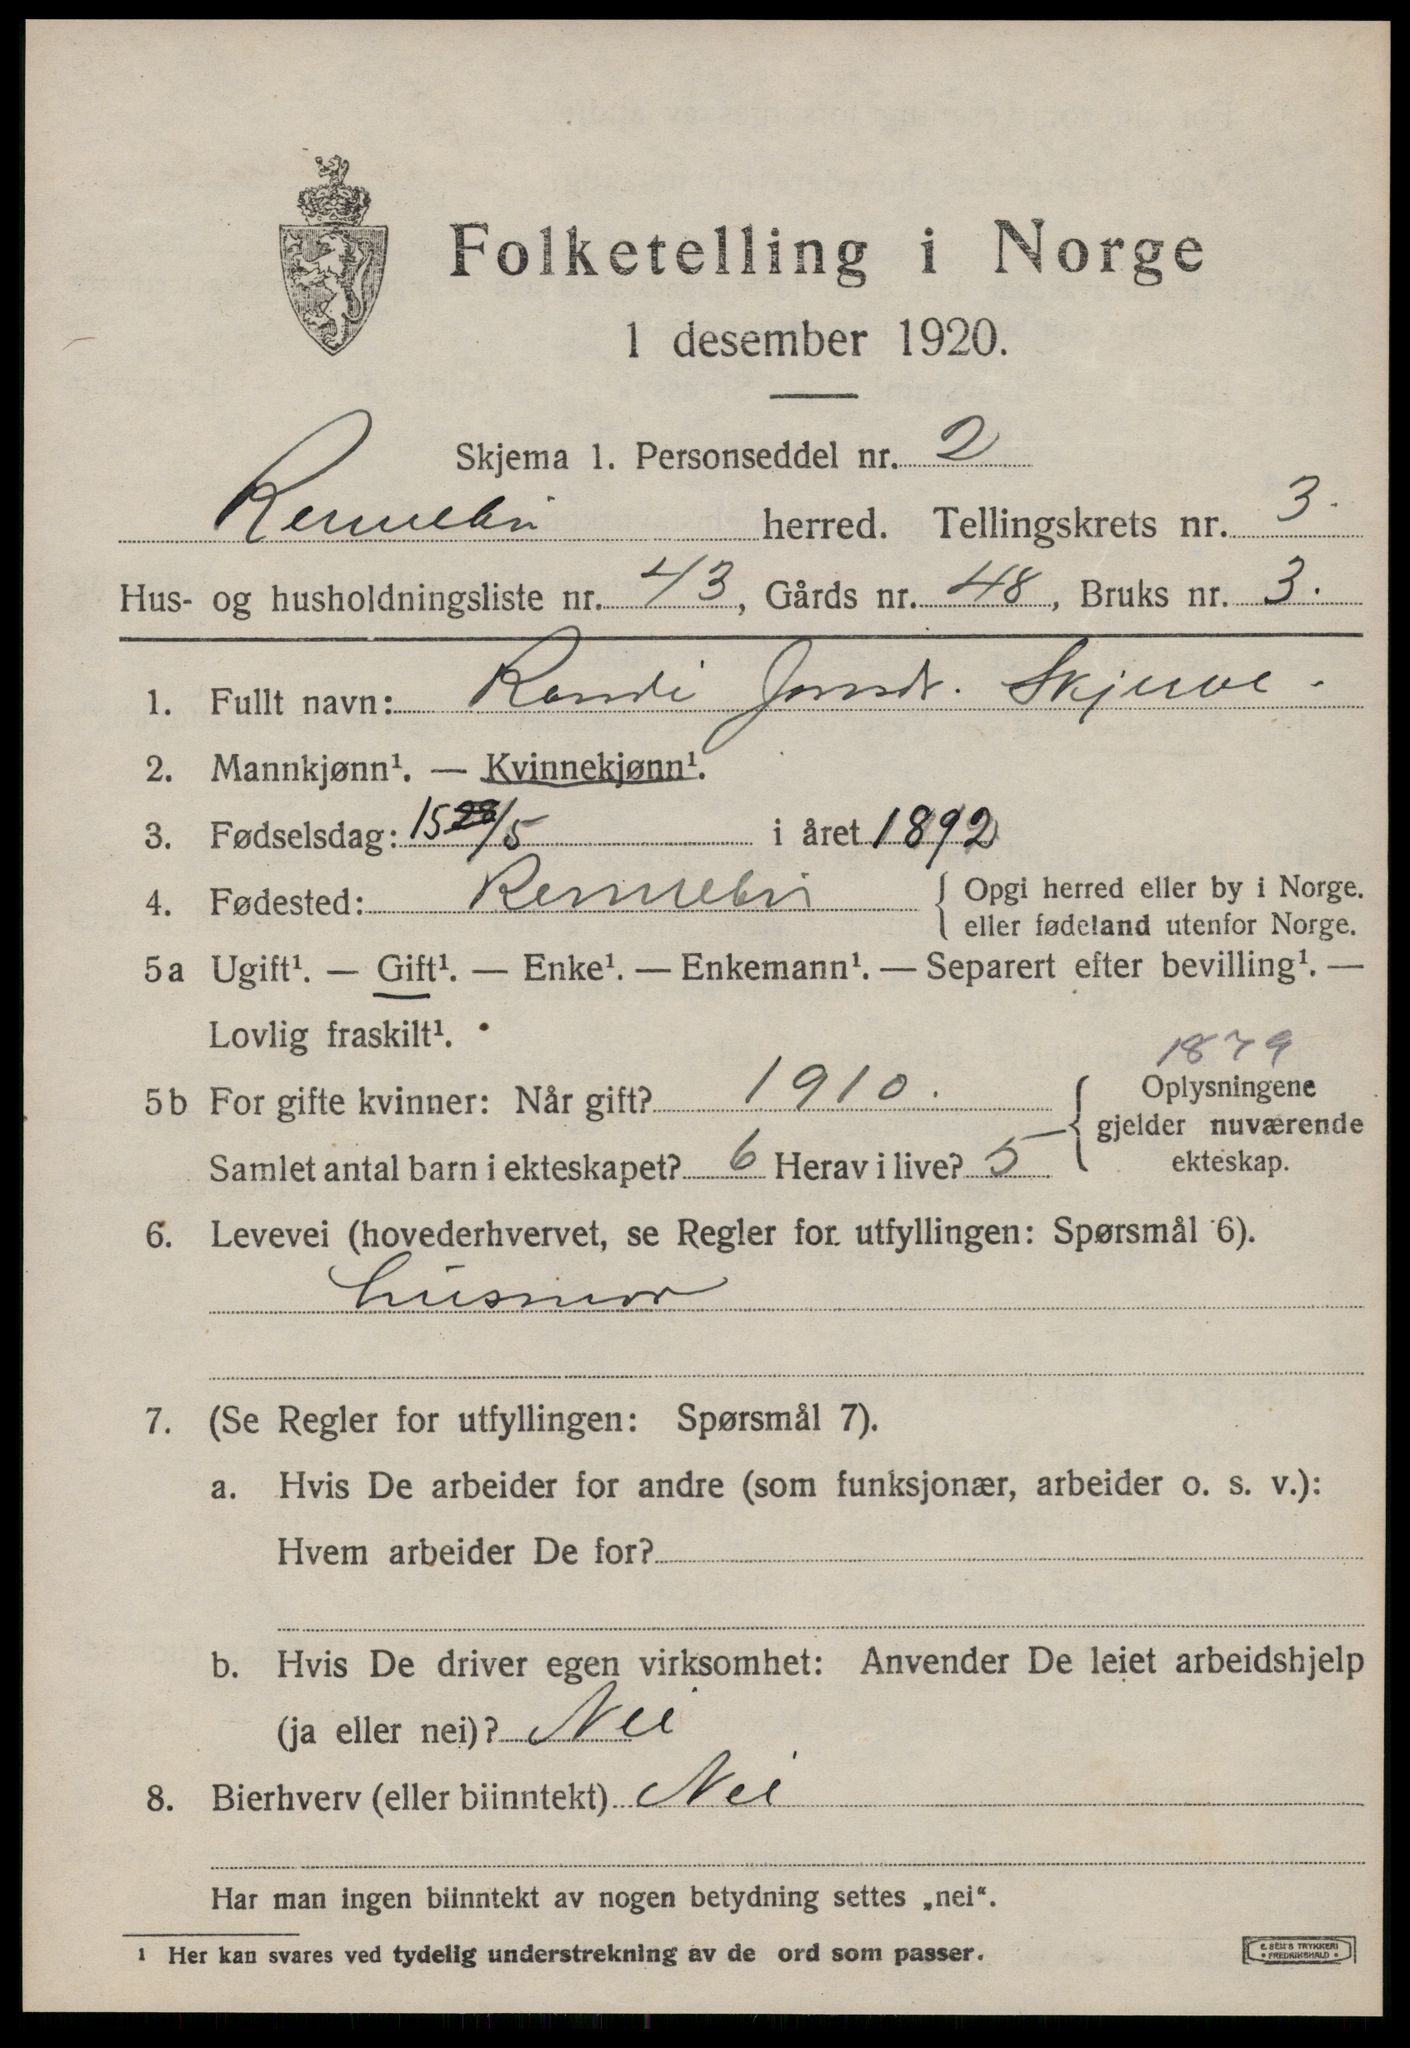 Folketelling i Norge
1 desember 1920.
Skjema 1. Personseddel nr. 2
Rennebu herred. Tellingskrets nr. 3.
Hus- og husholdningsliste nr. 43, Gårds nr. 48, Bruks nr. 3.
1. Fullt navn: Randi Jonsdr. Skjerve.
2. Mannkjønn¹. — Kvinnekjønn¹.
3. Fødselsdag: 15/5 i året 1892
4. Fødested: Rennebu { Opgi herred eller by i Norge.
eller fødeland utenfor Norge.
5a Ugift¹. — Gift¹. — Enke¹. — Enkemann¹. — Separert efter bevilling¹. —
Lovlig fraskilt¹.
1879
5b For gifte kvinner: Når gift? 1910. { Oplysningene
gjelder nuværende
Samlet antal barn i ekteskapet? 6 Herav i live? 5 ekteskap.
6. Levevei (hovederhvervet, se Regler for utfyllingen: Spørsmål 6).
husmor
7. (Se Regler for utfyllingen: Spørsmål 7).
a. Hvis De arbeider for andre (som funksjonær, arbeider o. s. v.):
Hvem arbeider De for?
b. Hvis De driver egen virksomhet: Anvender De leiet arbeidshjelp
(ja eller nei)? Nei
8. Bierhverv (eller biinntekt) Nei
Har man ingen biinntekt av nogen betydning settes „nei“.
¹ Her kan svares ved tydelig understrekning av de ord som passer.
E. SEM'S TRYKKERI
• FREDRIKSHALD •